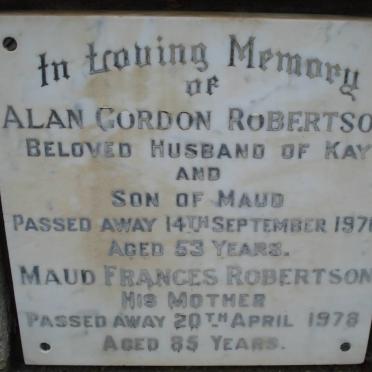 In Loving Memory
OF
ALAN GORDON ROBERTSO
BELOVED HUSBAND OF KAY
AND
SON OF MAUD
PASSED AWAY 14TH SEPTEMBER
AGED 53 YEARS.
MAUD FRANCES ROBERTSON
HIS MOTHER
PASSED AWAY 20TH APRIL 1978
AGED 85 YEARS.